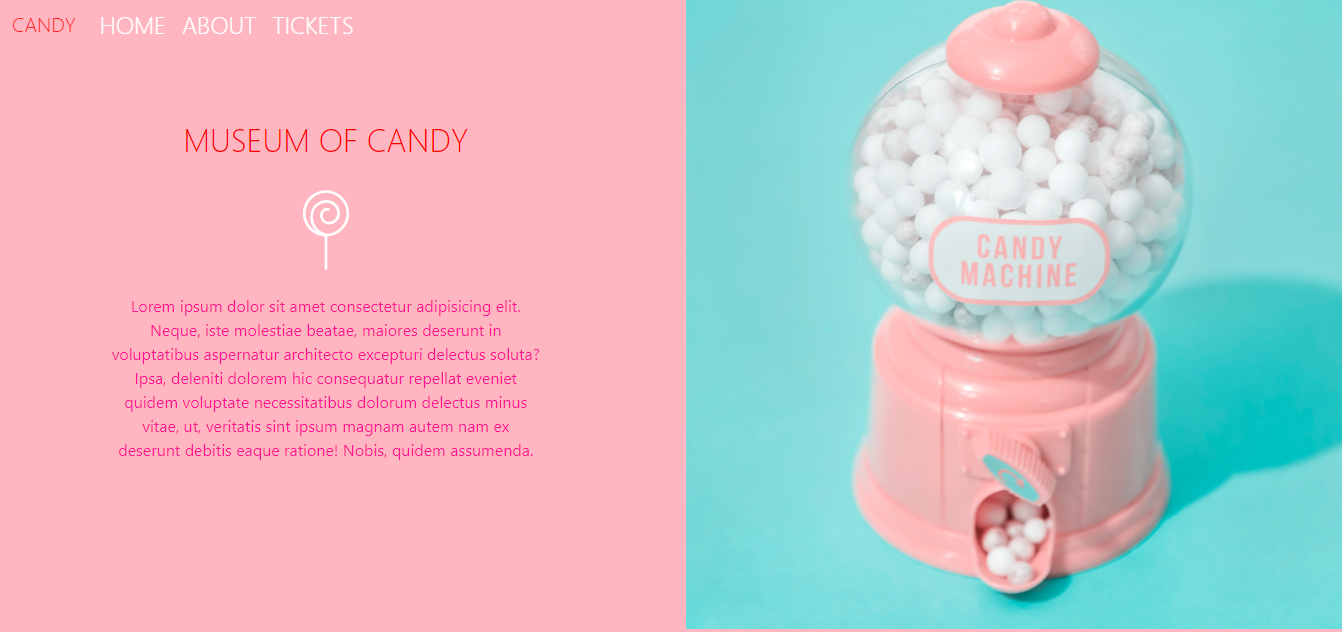 CANDY HOME ABOUT TICKETS
MUSEUM OF CANDY
Lorem ipsum dolor sit amet consectetur adipisicing elit.
Neque, iste molestiae beatae, maiores deserunt in
voluptatibus aspernatur architecto excepturi delectus soluta?
Ipsa, deleniti dolorem hic consequatur repellat eveniet
quidem voluptate necessitatibus dolorum delectus minus
vitae, ut, veritatis sint ipsum magnam autem nam ex
deserunt debitis eaque ratione! Nobis, quidem assumenda.
CANDY
MACHINE